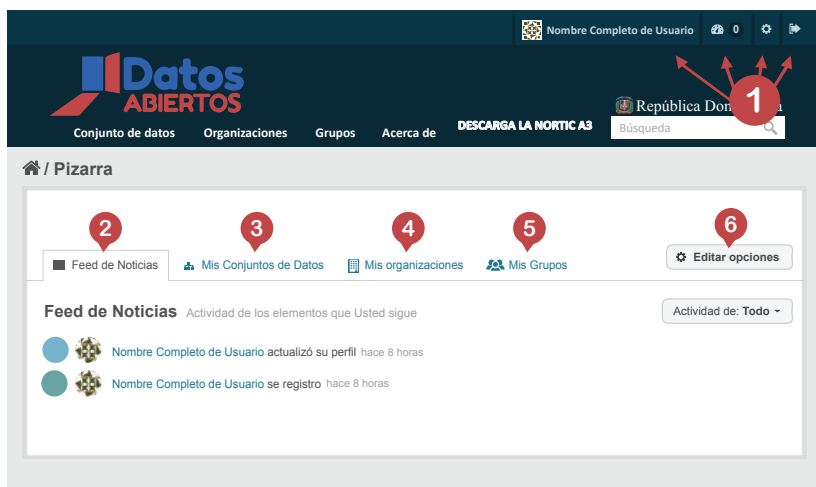 Nombre Completo de Usuario 0
Datos
ABIERTOS
1
República Dom a
Conjunto de datos Organizaciones Grupos Acerca de DESCARGA LA NORTIC A3 Búsqueda
/ Pizarra
2 3 4 5 6
Feed de Noticias Mis Conjuntos de Datos Mis organizaciones Mis Grupos Editar opciones
Feed de Noticias Actividad de los elementos que Usted sigue Actividad de: Todo
Nombre Completo de Usuario actualizó su perfil hace 8 horas
Nombre Completo de Usuario se registro hace 8 horas